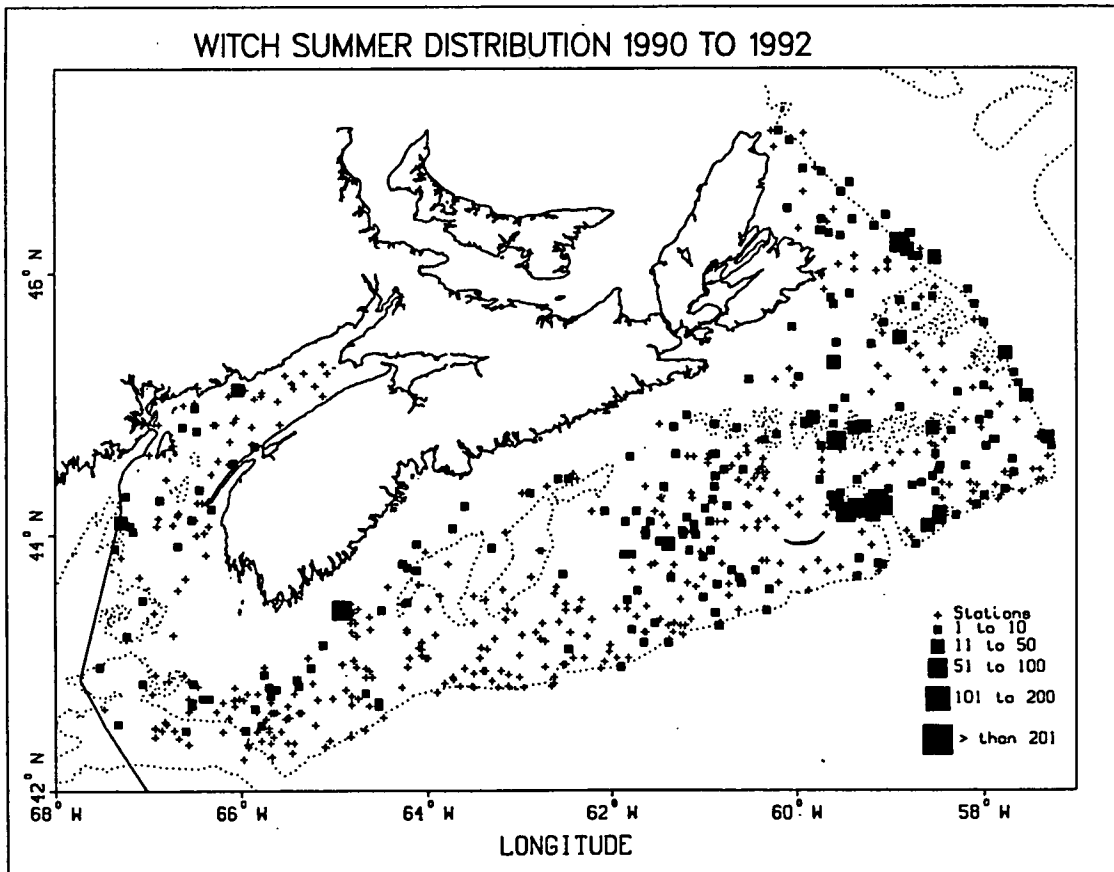 WITCH SUMMER DISTRIBUTION 1990 TO 1992
46° N
44° N
42° N
+ Stations
1 to 10
11 to 50
51 to 100
101 to 200
> than 201
68° W
66° W
64° W
62° W
60° W
58° W
LONGITUDE